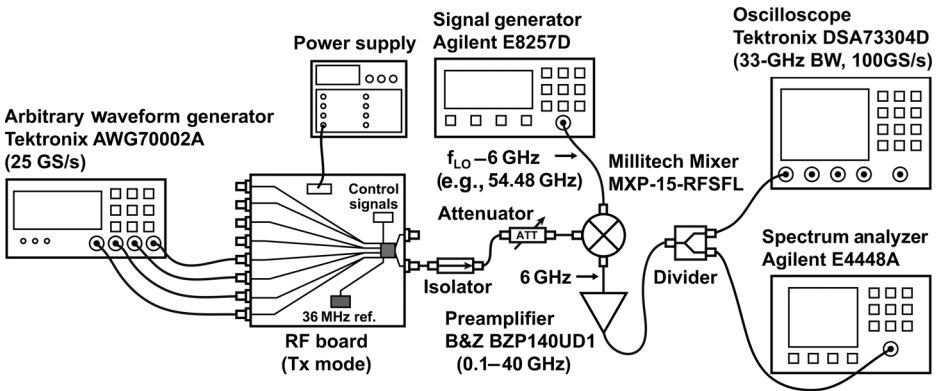 Signal generator
Agilent E8257D
Oscilloscope
Tektronix DSA73304D
(33-GHz BW, 100GS/s)
Power supply
Arbitrary waveform generator
Tektronix AWG70002A
(25 GS/s)
fLO–6 GHz
(e.g., 54.48 GHz)
Millitech Mixer
MXP-15-RFSFL
Control
signals
Attenuator
ATT
Isolator
6 GHz
Divider
Spectrum analyzer
Agilent E4448A
36 MHz ref.
RF board
(Tx mode)
Preamplifier
B&Z BZP140UD1
(0.1–40 GHz)